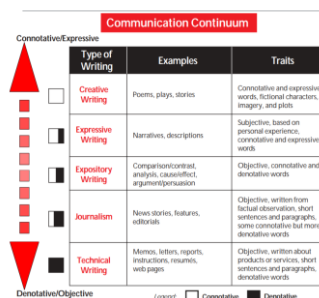 Communication Continuum
Connotative/Expressive
Type of Writing Examples Traits
Creative Writing
Poems, plays, stories
Connotative and expressive
words, fictional characters,
imagery, and plots
Expressive Writing
Narratives, descriptions
Subjective, based on
personal experience,
connotative and expressive
words
Expository Writing
Comparison/contrast,
analysis, cause/effect,
argument/persuasion
Objective, connotative and
denotative words
Journalism
News stories, features,
editorials
Objective, written from
factual observation, short
sentences and paragraphs,
some connotative but more
denotative words
Technical Writing
Memos, letters, reports,
instructions, resumés,
web pages
Objective, written about
products or services, short
sentences and paragraphs,
denotative words
Denotative/Objective
Legend: Connotative Denotative